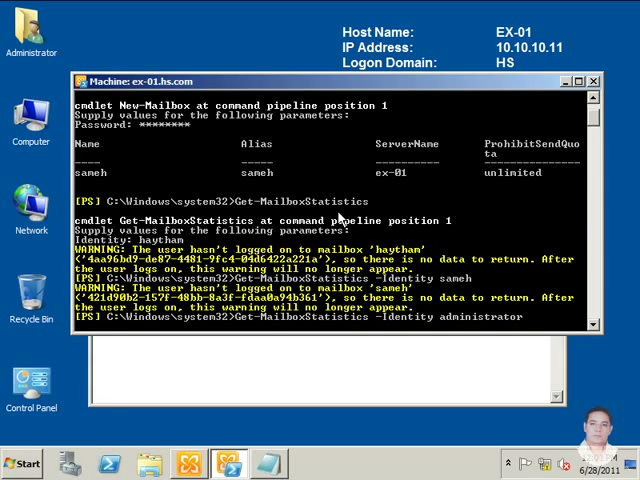 Administrator
Host Name: EX-01
IP Address: 10.10.10.11
Logon Domain: HS
Machine: ex-01.hs.com
cmdlet New-Mailbox at command pipeline position 1
Supply values for the following parameters:
Password: ********
Name Alias ServerName ProhibitSendQuo
ta
---- ----- ---------- ---------------
sameh sameh ex-01 unlimited
[PS] C:\Windows\system32>Get-MailboxStatistics
cmdlet Get-MailboxStatistics at command pipeline position 1
Supply values for the following parameters:
Identity: haytham
WARNING: The user hasn't logged on to mailbox 'haytham'
('4aa96bd9-de87-4481-9fc4-04d6422a221a'), so there is no data to return. After
the user logs on, this warning will no longer appear.
[PS] C:\Windows\system32>Get-MailboxStatistics -Identity sameh
WARNING: The user hasn't logged on to mailbox 'sameh'
('421d90b2-157f-48bb-8a3f-fdaa0a94b361'), so there is no data to return. After
the user logs on, this warning will no longer appear.
[PS] C:\Windows\system32>Get-MailboxStatistics -Identity administrator
Computer
Network
Recycle Bin
Control Panel
Start
6/28/2011